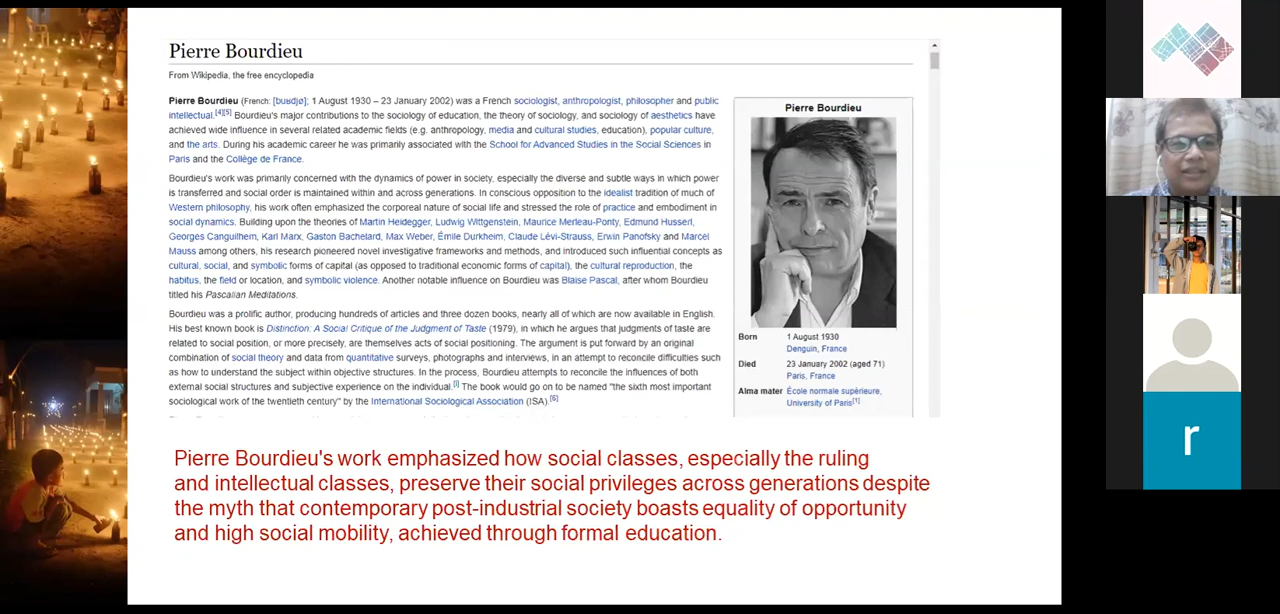 Pierre Bourdieu
From Wikipedia, the free encyclopedia
Pierre Bourdieu (French: [buʁdjø]; 1 August 1930 – 23 January 2002) was a French sociologist, anthropologist, philosopher and public
intellectual.[4][5] Bourdieu's major contributions to the sociology of education, the theory of sociology, and sociology of aesthetics have
achieved wide influence in several related academic fields (e.g. anthropology, media and cultural studies, education), popular culture,
and the arts. During his academic career he was primarily associated with the School for Advanced Studies in the Social Sciences in
Paris and the Collège de France.
Bourdieu's work was primarily concerned with the dynamics of power in society, especially the diverse and subtle ways in which power
is transferred and social order is maintained within and across generations. In conscious opposition to the idealist tradition of much of
Western philosophy, his work often emphasized the corporeal nature of social life and stressed the role of practice and embodiment in
social dynamics. Building upon the theories of Martin Heidegger, Ludwig Wittgenstein, Maurice Merleau-Ponty, Edmund Husserl,
Georges Canguilhem, Karl Marx, Gaston Bachelard, Max Weber, Émile Durkheim, Claude Lévi-Strauss, Erwin Panofsky and Marcel
Mauss among others, his research pioneered novel investigative frameworks and methods, and introduced such influential concepts as
cultural, social, and symbolic forms of capital (as opposed to traditional economic forms of capital), the cultural reproduction, the
habitus, the field or location, and symbolic violence. Another notable influence on Bourdieu was Blaise Pascal, after whom Bourdieu
titled his Pascalian Meditations.
Bourdieu was a prolific author, producing hundreds of articles and three dozen books, nearly all of which are now available in English.
His best known book is Distinction: A Social Critique of the Judgment of Taste (1979), in which he argues that judgments of taste are
related to social position, or more precisely, are themselves acts of social positioning. The argument is put forward by an original
combination of social theory and data from quantitative surveys, photographs and interviews, in an attempt to reconcile difficulties such
as how to understand the subject within objective structures. In the process, Bourdieu attempts to reconcile the influences of both
external social structures and subjective experience on the individual.[i] The book would go on to be named "the sixth most important
sociological work of the twentieth century" by the International Sociological Association (ISA).[6]
Pierre Bourdieu
Born 1 August 1930
Denguin, France
Died 23 January 2002 (aged 71)
Paris, France
Alma mater École normale supérieure,
University of Paris[1]
Pierre Bourdieu's work emphasized how social classes, especially the ruling
and intellectual classes, preserve their social privileges across generations despite
the myth that contemporary post-industrial society boasts equality of opportunity
and high social mobility, achieved through formal education.
r